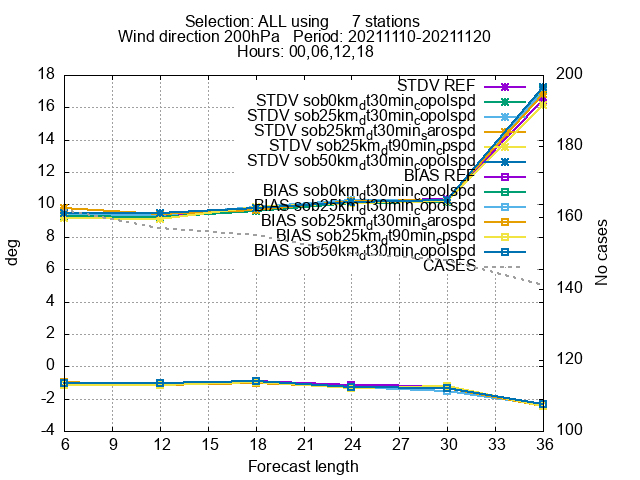 Selection: ALL using 7 stations
Wind direction 200hPa Period: 20211110-20211120
Hours: 00,06,12,18
STDV REF
STDV sob0km_dt30min_copolspd
STDV sob25km_dt30min_copolspd
STDV sob25km_dt30min_sarospd
STDV sob25km_dt90min_cpspd
STDV sob50km_dt30min_copolspd
BIAS REF
BIAS sob0km_dt30min_copolspd
BIAS sob25km_dt30min_copolspd
BIAS sob25km_dt30min_sarospd
BIAS sob25km_dt90min_cpspd
BIAS sob50km_dt30min_copolspd
CASES
18
16
14
12
10
8
6
4
2
0
-2
-4
deg
200
180
160
140
120
100
No cases
6 9 12 15 18 21 24 27 30 33 36
Forecast length